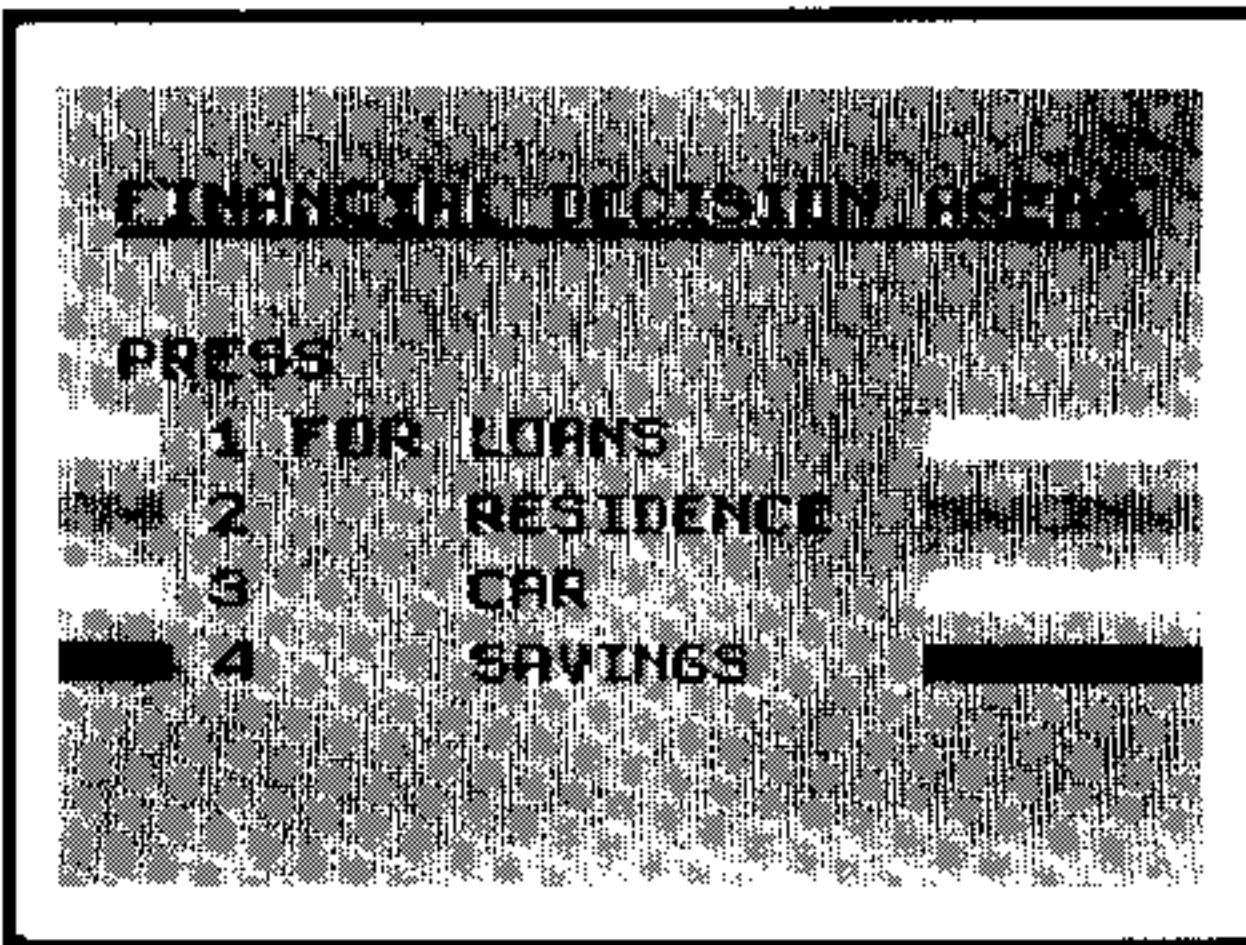 FINANCIAL DECISION AREAS
PRESS
1 FOR LOANS
2 RESIDENCE
3 CAR
4 SAVINGS